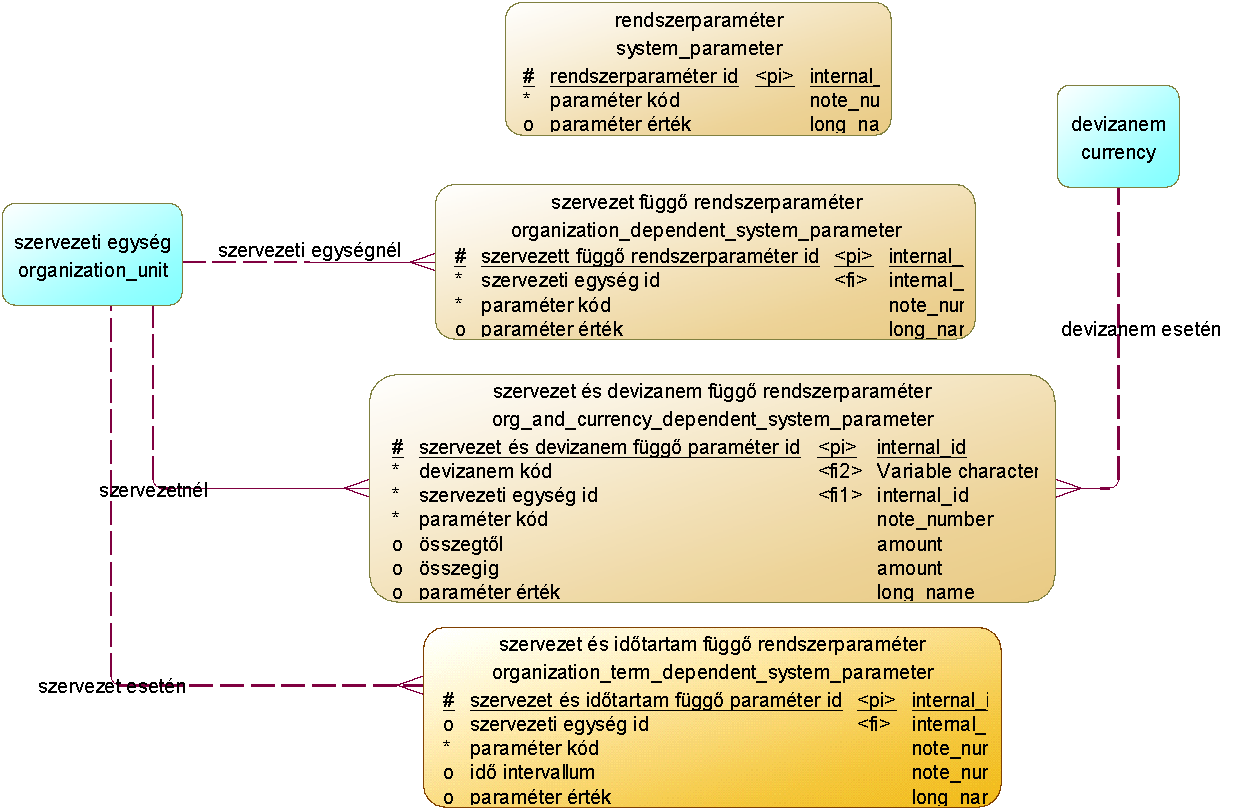 rendszerparaméter
system_parameter
# rendszerparaméter id <pi> internal_
* paráméter kód note_nu
o paraméter érték long_na
devizanem
currency
szervezeti egység
organization_unit
szervezeti egységnél
szervezet függő rendszerparaméter
organization_dependent_system_parameter
# szervezett függő rendszerparaméter id <pi> internal_
* szervezeti egység id <fi> internal_
* paraméter kód note_nur
o paraméter érték long_nar
devizanem esetén
szervezet és devizanem függő rendszerparaméter
org_and_currency_dependent_system_parameter
# szervezet és devizanem függő paraméter id <pi> internal_id
* devizanem kód <fi2> Variable character
* szervezeti egység id <fi1> internal_id
* paraméter kód note_number
o összegtől amount
o összegig amount
o paraméter érték long_name
szervezetnél
szervezet és időtartam függő rendszerparaméter
organization_term_dependent_system_parameter
# szervezet és időtartam függő paraméter id <pi> internal_i
o szervezeti egység id <fi> internal_
* paraméter kód note_nur
o idő intervallum note_nur
o paraméter érték long_nar
szervezet esetén